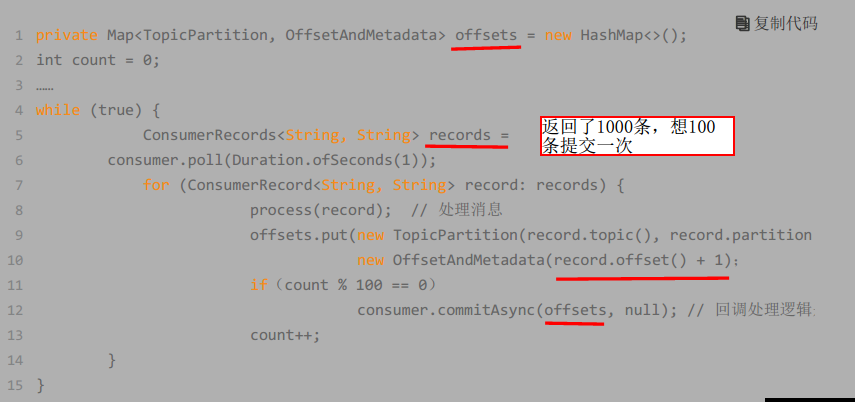 复制代码
1 private Map<TopicPartition, OffsetAndMetadata> offsets = new HashMap<>();
2 int count = 0;
3 ……
4 while (true) {
5 ConsumerRecords<String, String> records =
返回了1000条，想100
条提交一次
6 consumer.poll(Duration.ofSeconds(1));
7 for (ConsumerRecord<String, String> record: records) {
8 process(record); // 处理消息
9 offsets.put(new TopicPartition(record.topic(), record.partition
10 new OffsetAndMetadata(record.offset() + 1);
11 if（count % 100 == 0）
12 consumer.commitAsync(offsets, null); // 回调处理逻辑
13 count++;
14 }
15 }